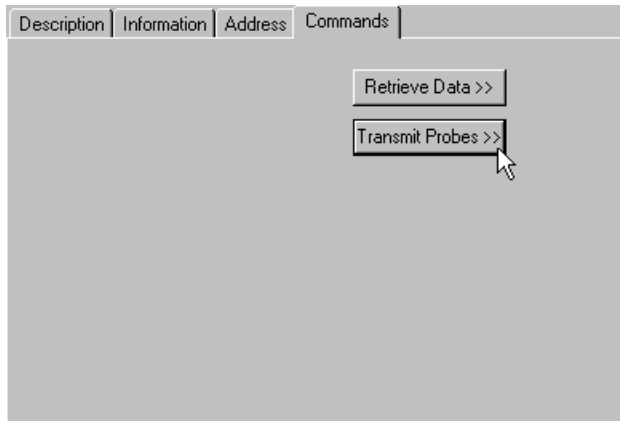 Description Information Address Commands
Retrieve Data >>
Transmit Probes >>